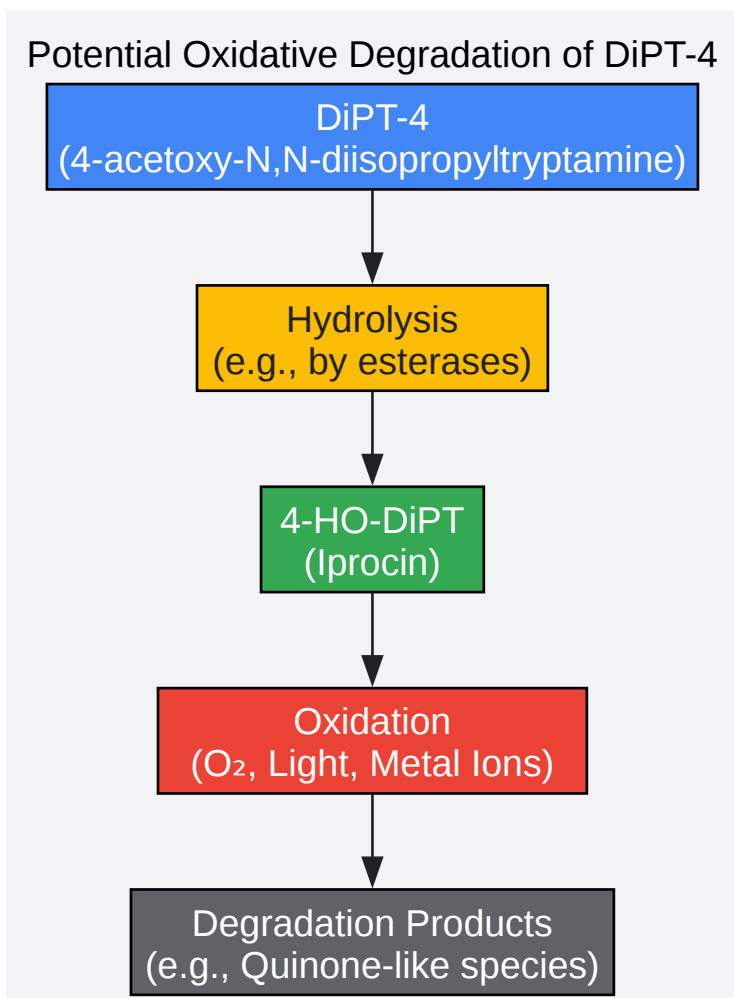 Potential Oxidative Degradation of DiPT-4
DiPT-4
(4-acetoxy-N,N-diisopropyltryptamine)
Hydrolysis
(e.g., by esterases)
4-HO-DiPT
(Iprocin)
Oxidation
(O₂, Light, Metal Ions)
Degradation Products
(e.g., Quinone-like species)